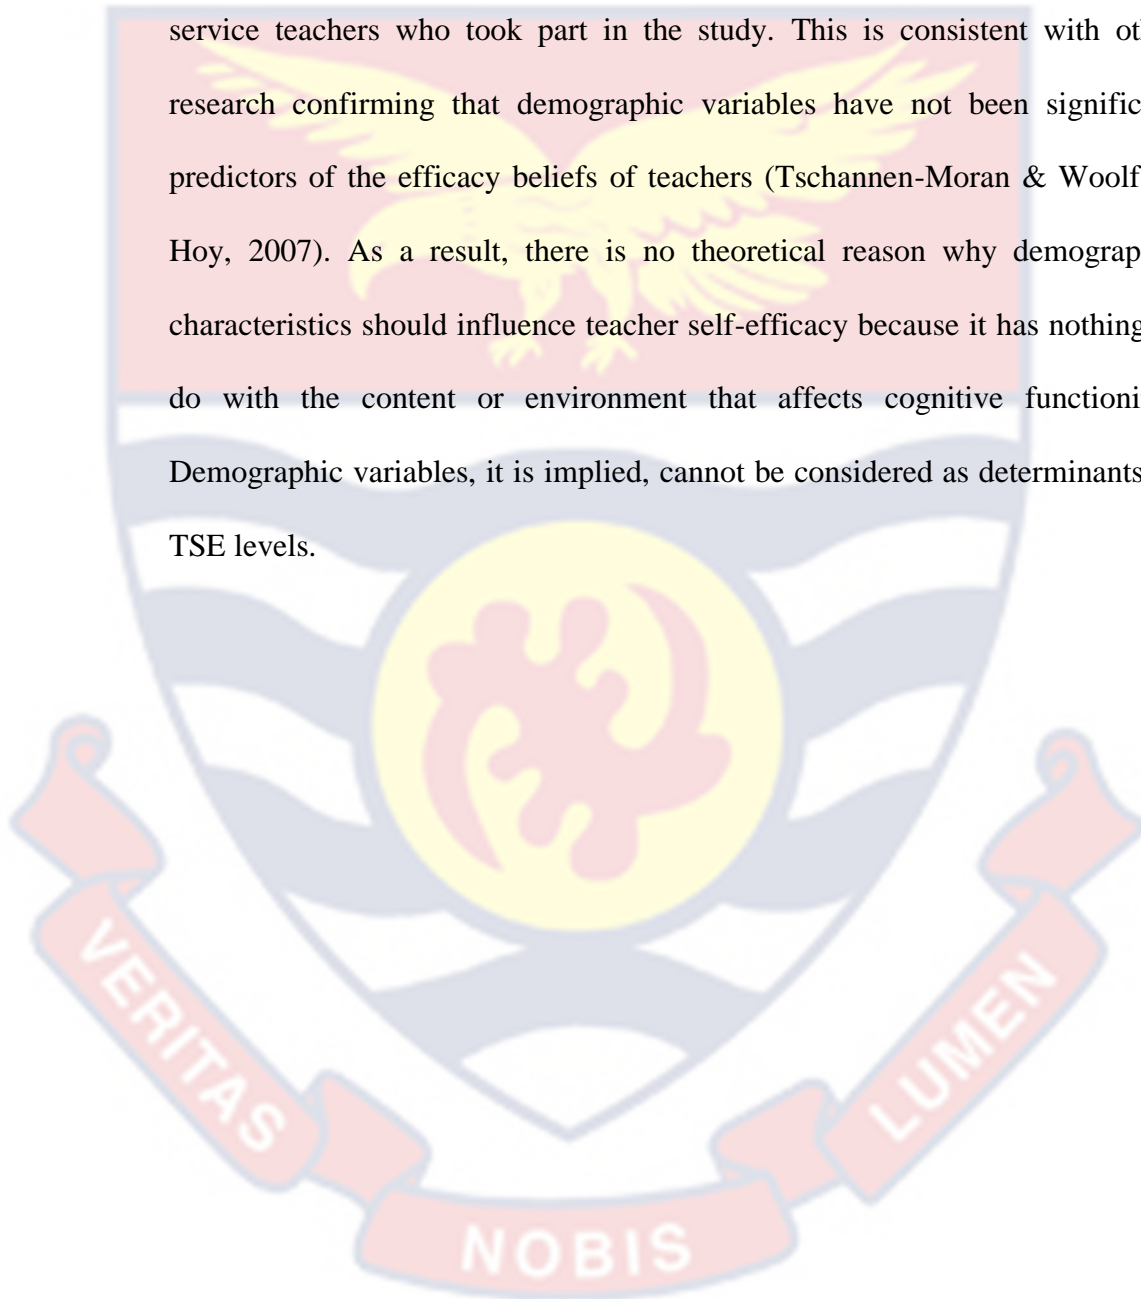 service teachers who took part in the study. This is consistent with ot
research confirming that demographic variables have not been signific
predictors of the efficacy beliefs of teachers (Tschannen-Moran & Woolf
Hoy, 2007). As a result, there is no theoretical reason why demograp
characteristics should influence teacher self-efficacy because it has nothing
do with the content or environment that affects cognitive functioni
Demographic variables, it is implied, cannot be considered as determinants
TSE levels.
VERITAS
NOBIS
LUMEN